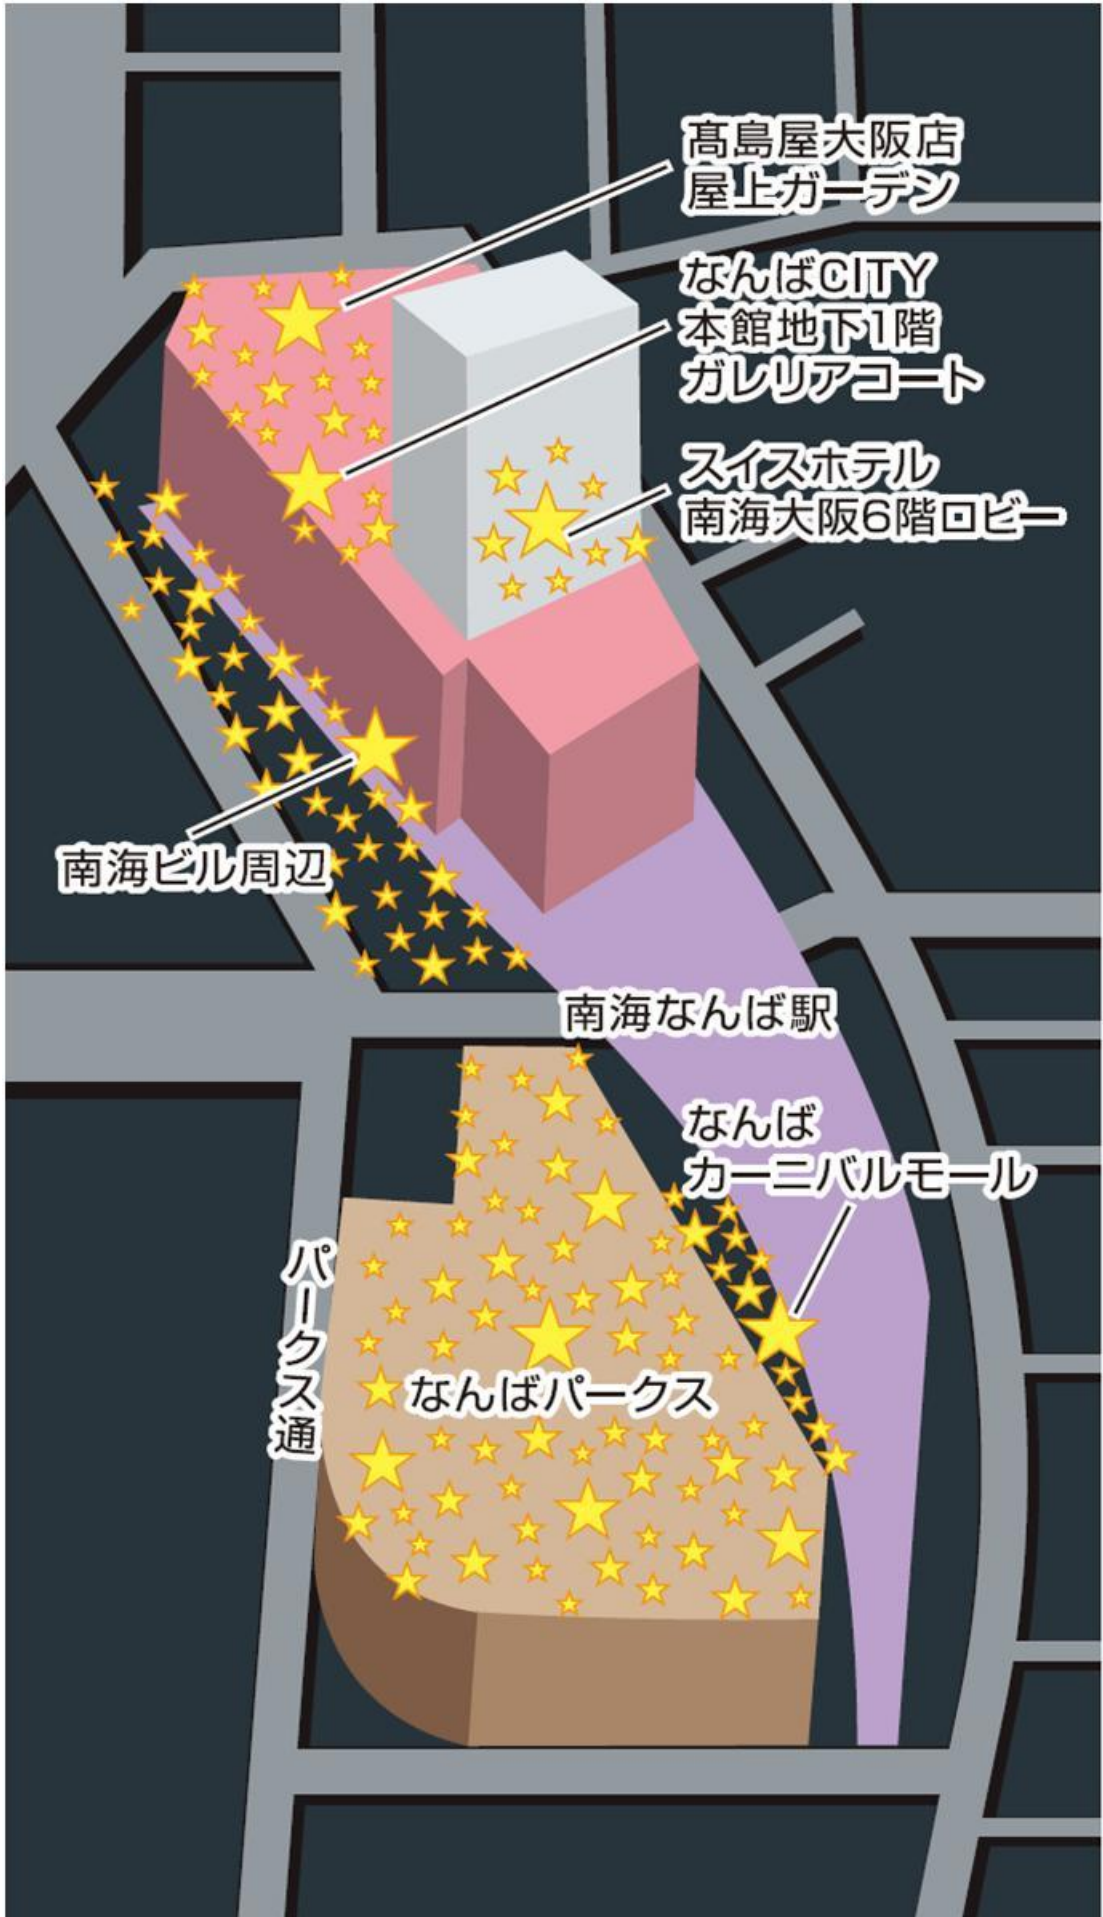 髙島屋大阪店
屋上ガーデン
なんばCITY
本館地下1階
ガレリアコート
スイスホテル
南海大阪6階ロビー
南海ビル周辺
南海なんば駅
なんば
カーニバルモール
パークス通
なんばパークス